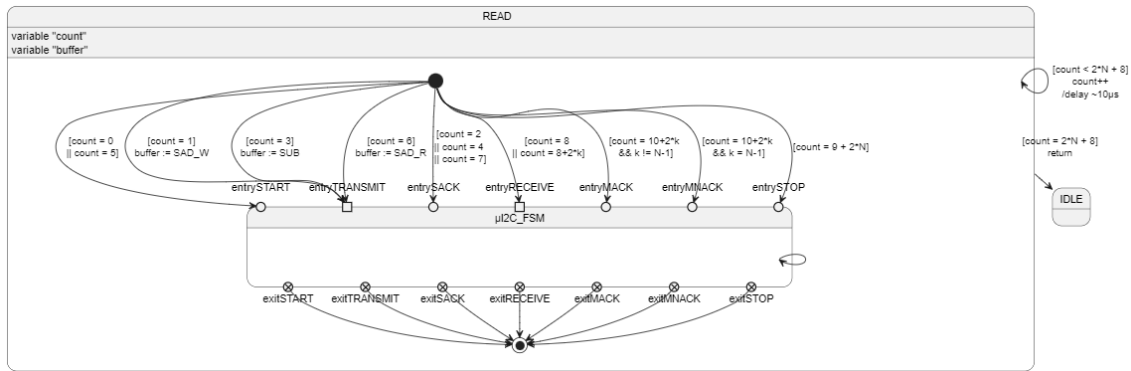 READ
variable "count"
variable "buffer"
[count < 2*N + 8]
count++
/delay ~10µs
[count = 0
|| count = 5]
[count = 1]
buffer := SAD_W
[count = 3]
buffer := SUB
[count = 6]
buffer := SAD_R
[count = 2
|| count = 4
|| count = 7]
[count = 8
|| count = 8+2*k]
[count = 10+2*k
&& k != N-1]
[count = 10+2*k
&& k = N-1]
[count = 9 + 2*N]
[count = 2*N + 8]
return
entrySTART
entryTRANSMIT
entrySACK
entryRECEIVE
entryMACK
entryMNACK
entrySTOP
IDLE
µI2C_FSM
exitSTART
exitTRANSMIT
exitSACK
exitRECEIVE
exitMACK
exitMNACK
exitSTOP